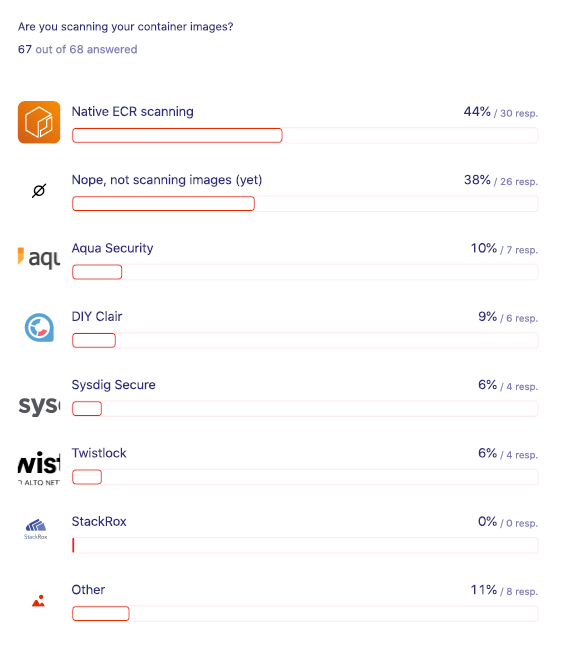 Are you scanning your container images?
67 out of 68 answered
Native ECR scanning 44% / 30 resp.
Nope, not scanning images (yet) 38% / 26 resp.
aqu
Aqua Security 10% / 7 resp.
DIY Clair 9% / 6 resp.
sys
Sysdig Secure 6% / 4 resp.
wist
ALTO NET
Twistlock 6% / 4 resp.
StackRox
StackRox 0% / 0 resp.
Other 11% / 8 resp.